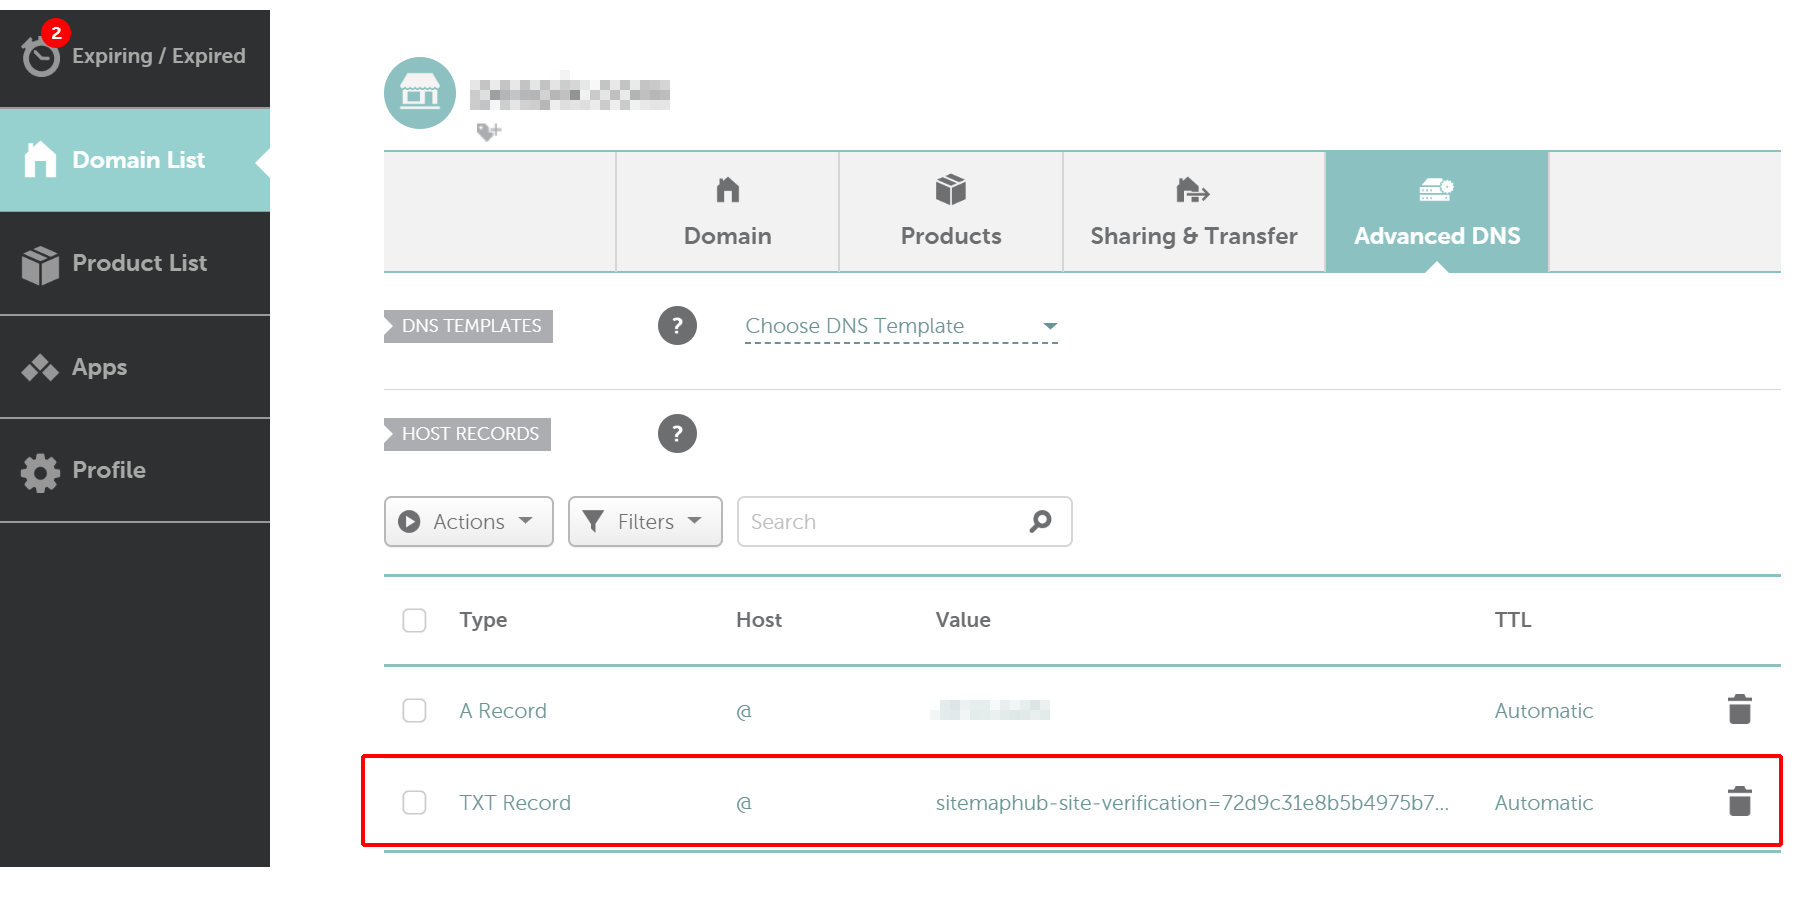 2
Expiring / Expired
Domain List
Product List
Apps
Profile
Domain
Products
Sharing & Transfer
Advanced DNS
DNS TEMPLATES
?
Choose DNS Template
HOST RECORDS
?
Actions
Filters
Search
Type Host Value TTL
A Record @ Automatic
TXT Record @ sitemaphub-site-verification=72d9c31e8b5b4975b7... Automatic